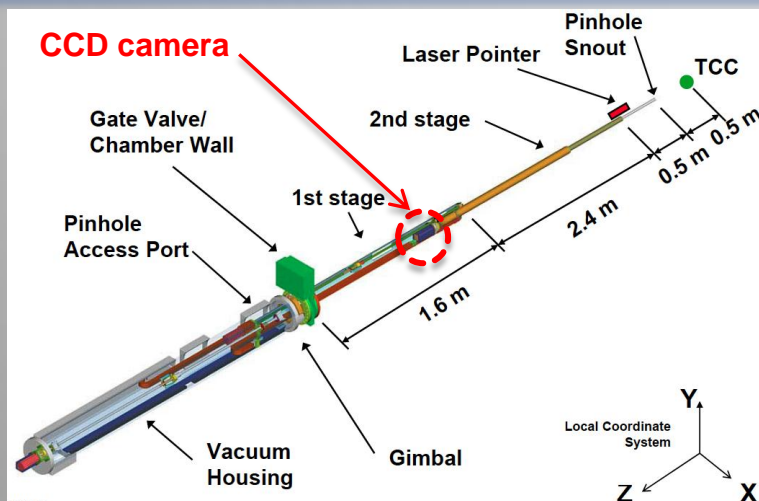 CCD camera
Pinhole
Snout
Laser Pointer
TCC
Gate Valve/
Chamber Wall
2nd stage
0.5 m
0.5 m
1st stage
Pinhole
Access Port
2.4 m
1.6 m
Y
Local Coordinate
System
Vacuum
Housing
Gimbal
Z
X